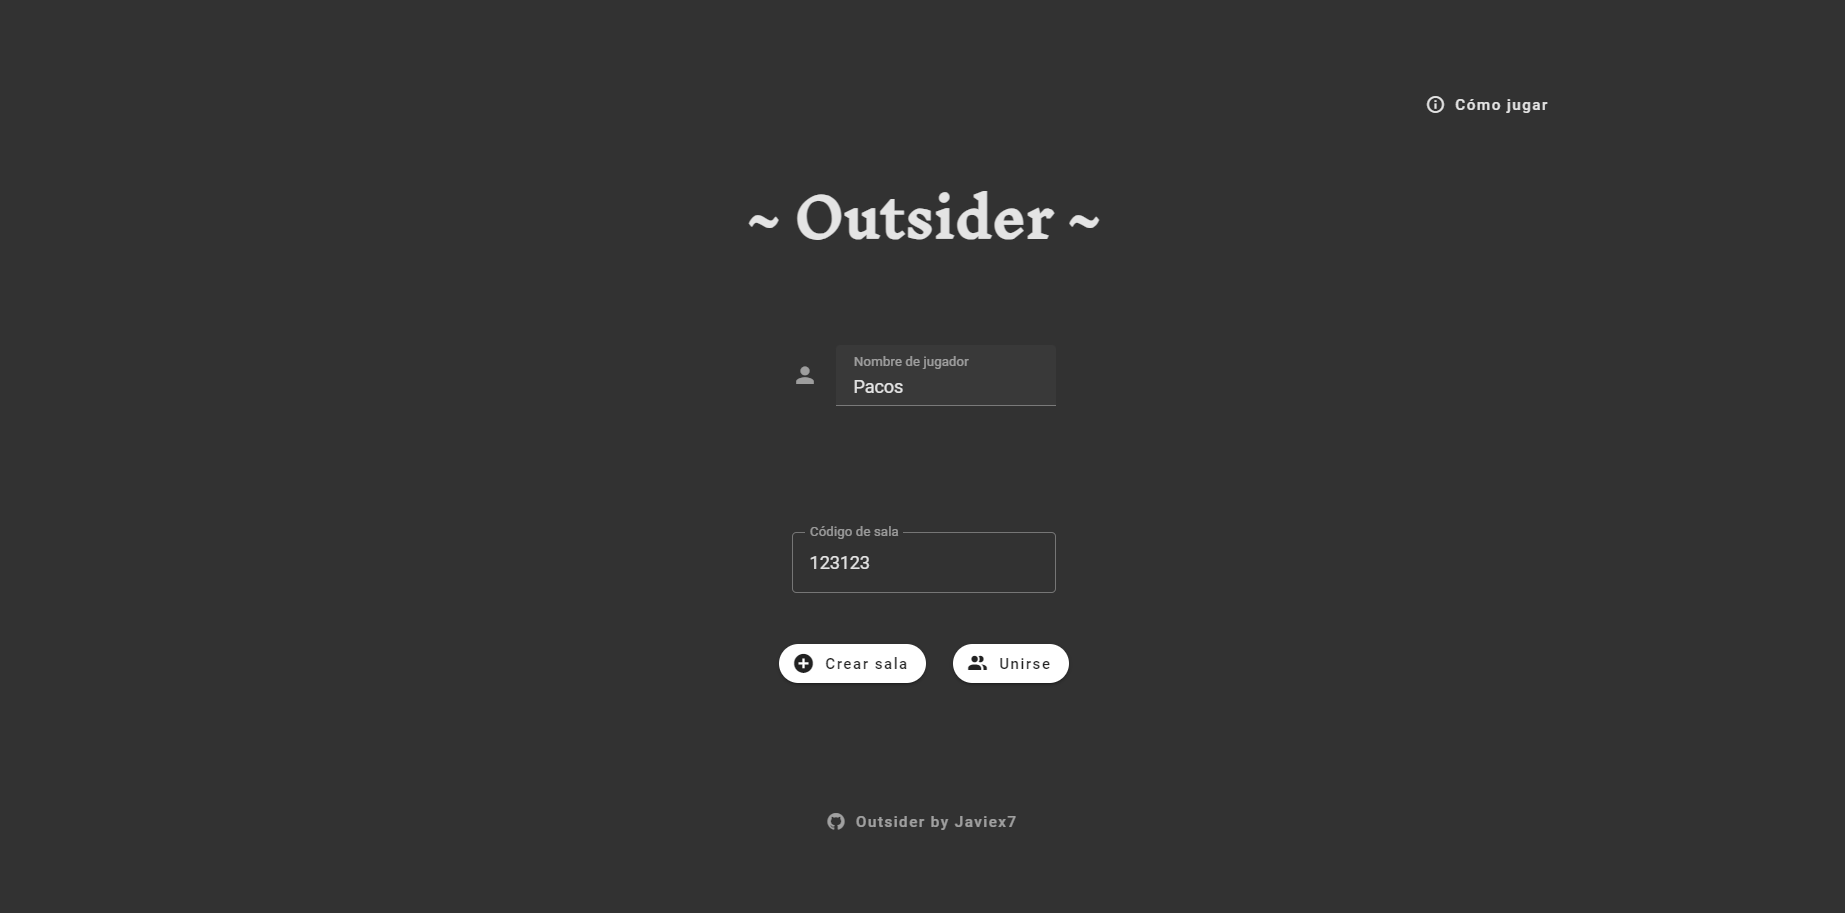 Cómo jugar
~ Outsider ~
Nombre de jugador
Pacos
Código de sala
123123
Crear sala
Unirse
Outsider by Javiex7